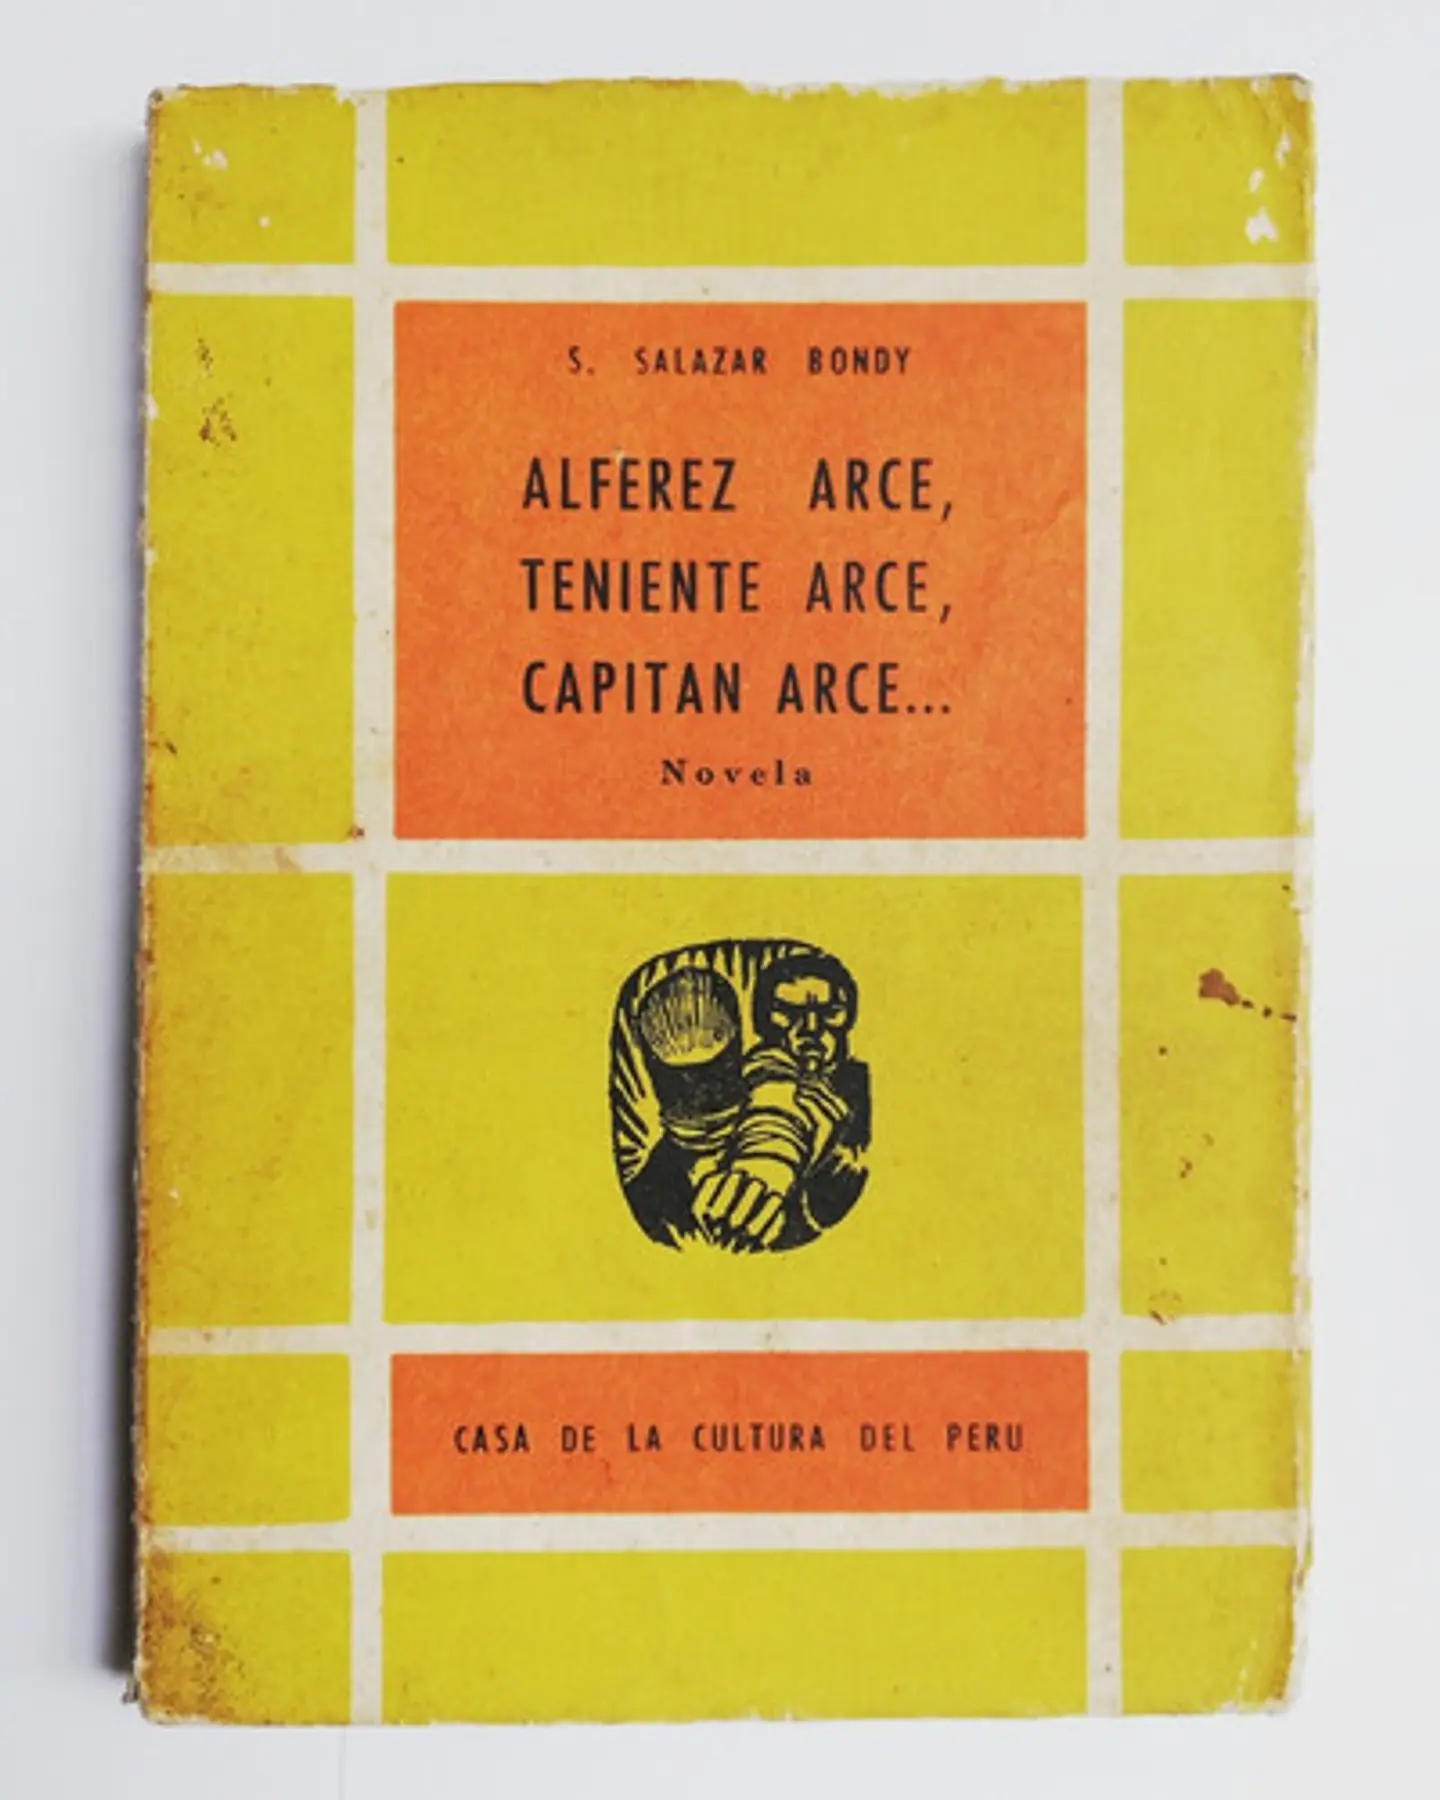 S. SALAZAR BONDY
ALFEREZ ARCE,
TENIENTE ARCE,
CAPITAN ARCE...
Novela
CASA DE LA CULTURA DEL PERU